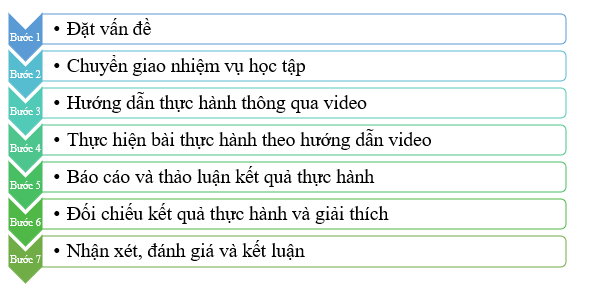 Bước 1
• Đặt vấn đề
Bước 2
• Chuyển giao nhiệm vụ học tập
Bước 3
• Hướng dẫn thực hành thông qua video
Bước 4
• Thực hiện bài thực hành theo hướng dẫn video
Bước 5
• Báo cáo và thảo luận kết quả thực hành
Bước 6
• Đối chiếu kết quả thực hành và giải thích
Bước 7
• Nhận xét, đánh giá và kết luận